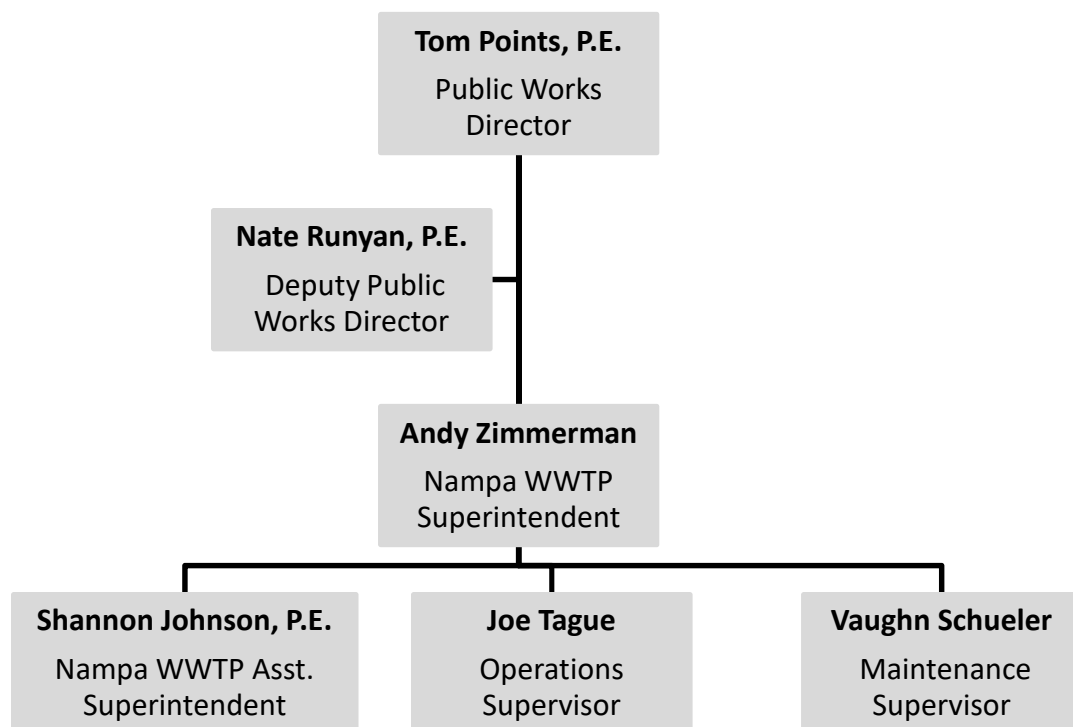 Tom Points, P.E.
Public Works
Director
Nate Runyan, P.E.
Deputy Public
Works Director
Andy Zimmerman
Nampa WWTP
Superintendent
Shannon Johnson, P.E.
Nampa WWTP Asst.
Superintendent
Joe Tague
Operations
Supervisor
Vaughn Schueler
Maintenance
Supervisor